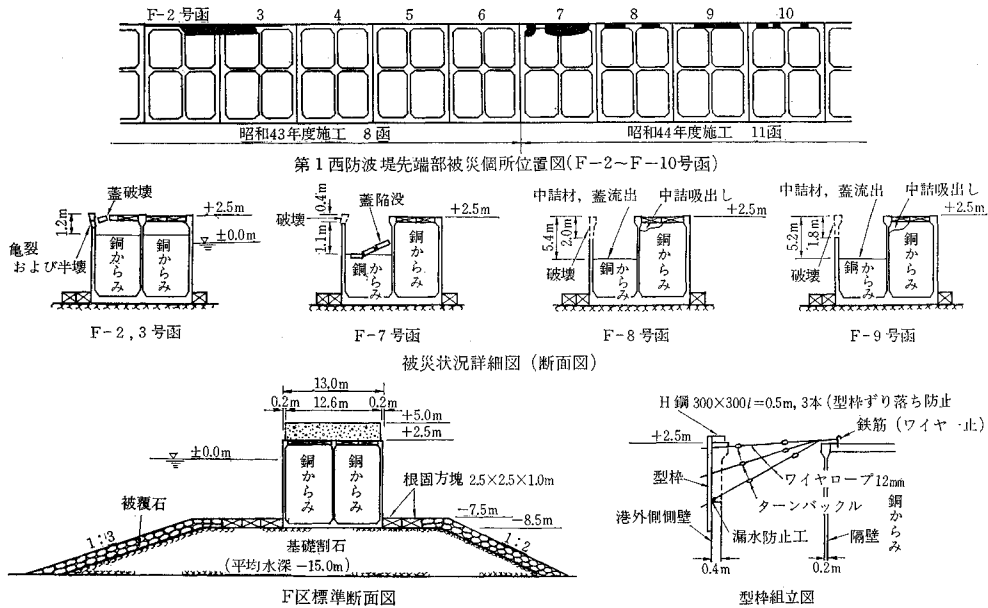 F-2号函 3 4 5 6 7 8 9 10
昭和43年度施工 8函 昭和44年度施工 11函
第1西防波堤先端部被災個所位置図(F-2~F-10号函)
蓋破壊
1.2m
+2.5m
±0.0m
亀裂
および半壊
銅からみ 銅からみ
F-2,3号函
0.4m
破壊
1.1m
蓋陥没
+2.5m
銅からみ 銅からみ
F-7号函
中詰材,蓋流出 中詰吸出し
+2.5m
5.4m
2.0m
破壊
銅からみ 銅からみ
F-8号函
中詰材,蓋流出 中詰吸出し
+2.5m
5.2m
1.8m
破壊
銅からみ 銅からみ
F-9号函
被災状況詳細図(断面図)
13.0m
0.2m 12.6m 0.2m
+5.0m
+2.5m
±0.0m
銅からみ 銅からみ
根固方塊 2.5×2.5×1.0m
被覆石
-7.5m
-8.5m
1:3
1:2
基礎割石
(平均水深 -15.0m)
F区標準断面図
H鋼 300×300 l=0.5m, 3本(型枠ずり落ち防止
鉄筋(ワイヤ 止)
+2.5m
型枠
ワイヤロープ12mm
ターンバックル
港外側側壁
漏水防止工
隔壁
銅からみ
0.4m 0.2m
型枠組立図